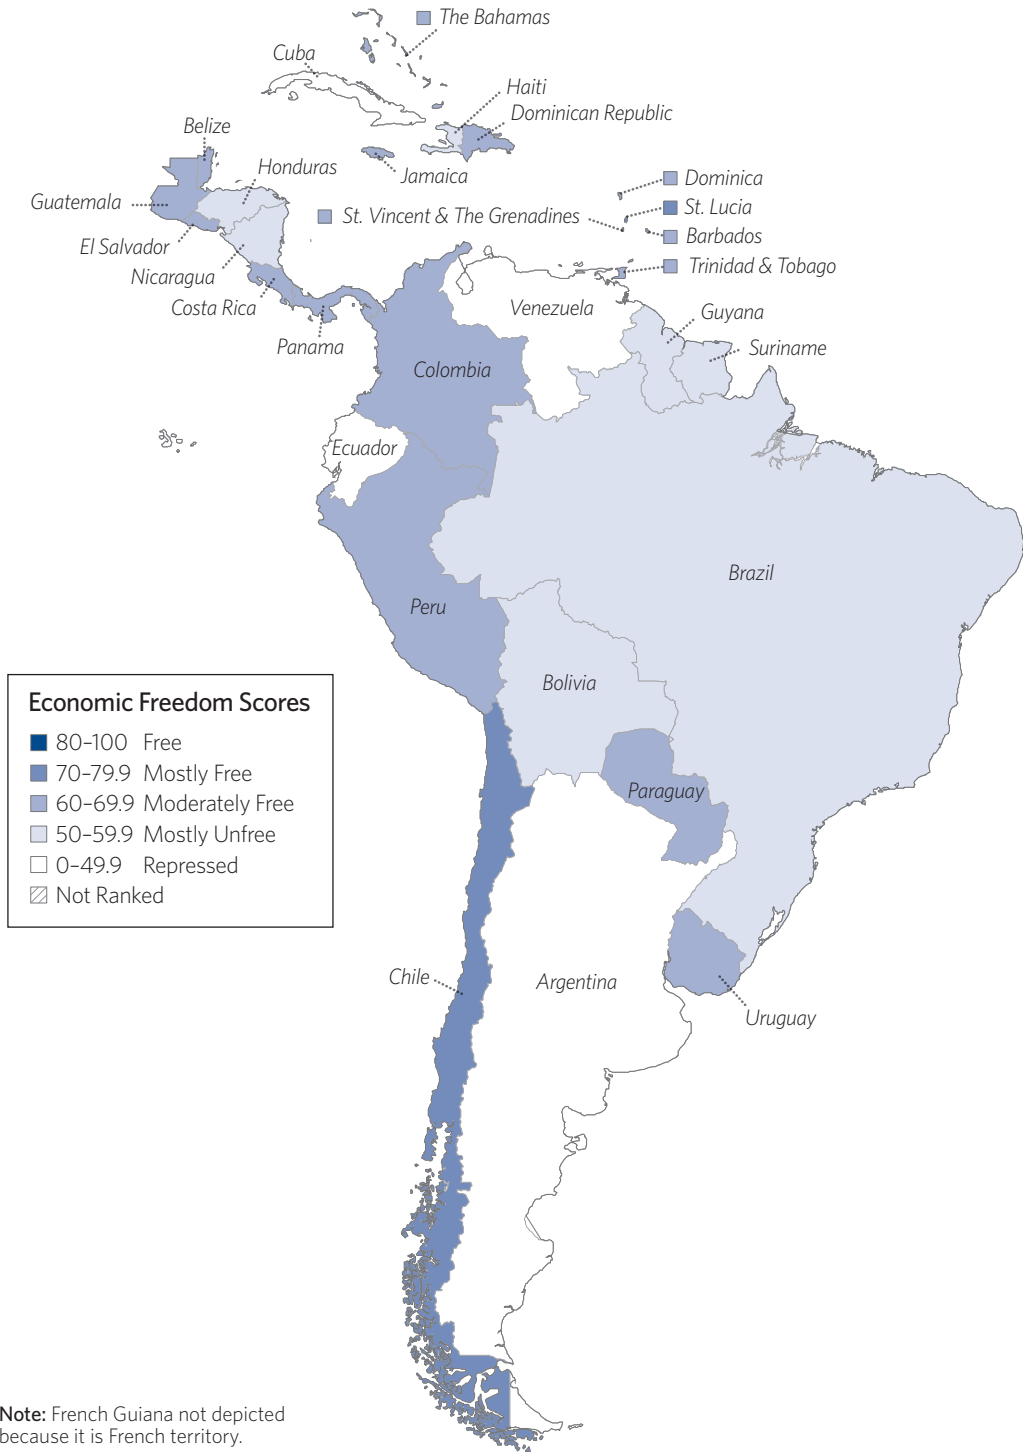 The Bahamas
Cuba
Haiti
Dominican Republic
Belize
Honduras
Jamaica
Dominica
Guatemala
St. Vincent & The Grenadines
St. Lucia
El Salvador
Barbados
Nicaragua
Trinidad & Tobago
Costa Rica
Venezuela
Guyana
Panama
Suriname
Colombia
Ecuador
Brazil
Peru
Bolivia
Economic Freedom Scores
80–100 Free
70–79.9 Mostly Free
60–69.9 Moderately Free
50–59.9 Mostly Unfree
0–49.9 Repressed
Not Ranked
Paraguay
Chile
Argentina
Uruguay
Note: French Guiana not depicted
because it is French territory.